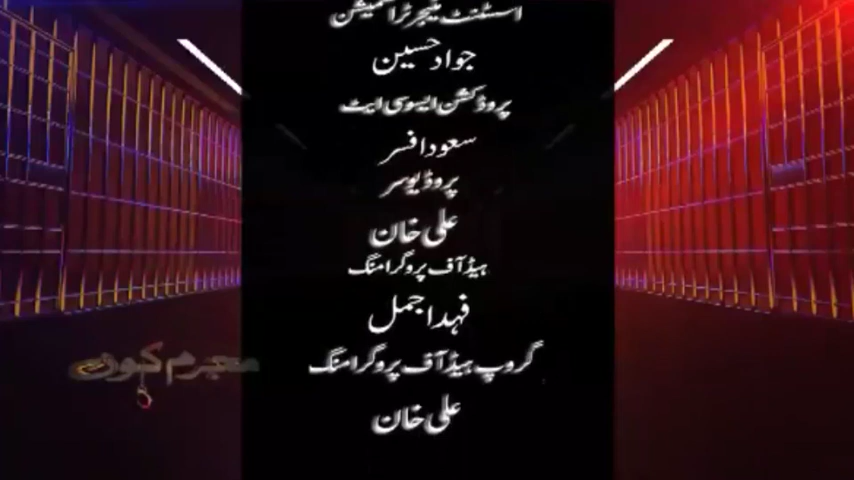 اسسٹنٹ منیجر ٹرانسمیشن
جواد حسین
پروڈکشن ایسوسی ایٹ
سعود افسر
پروڈیوسر
علی خان
ہیڈ آف پروگرامنگ
فہد اجمل
گروپ ہیڈ آف پروگرامنگ
علی خان
مجرم کون